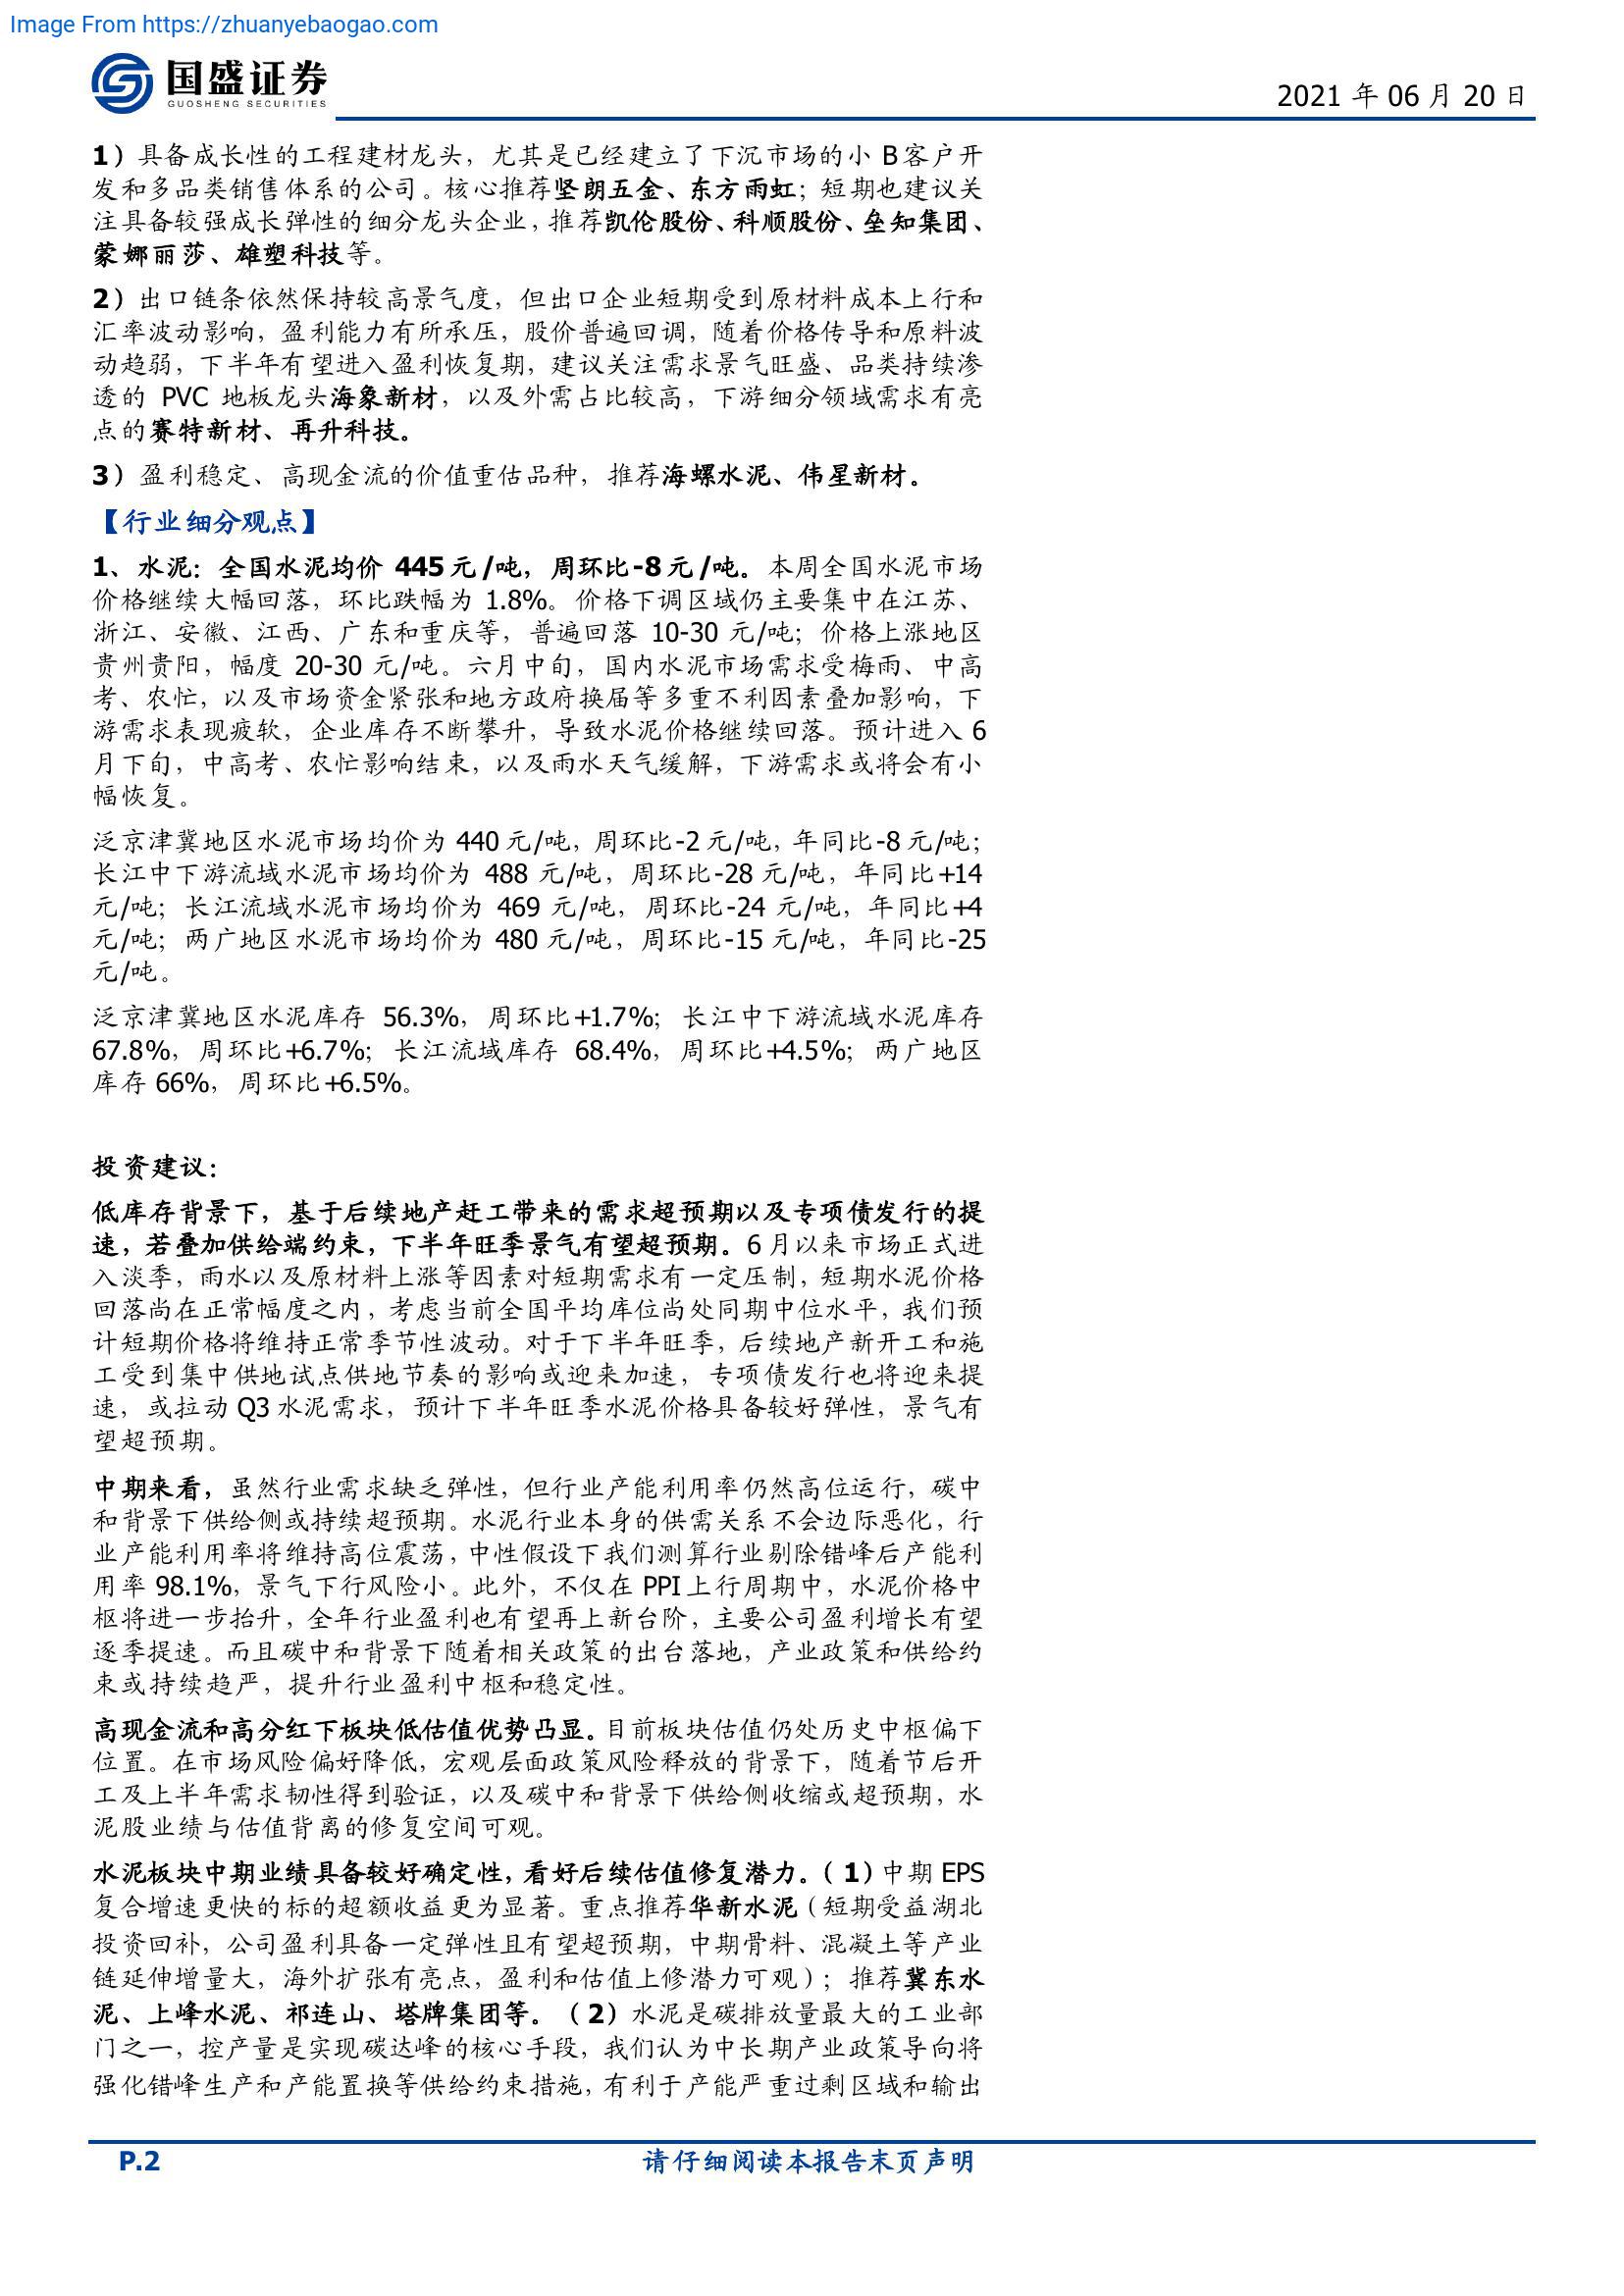 Image From https://zhuanyebaogao.com
国盛证券
GUOSHENG SECURITIES
2021 年 06 月 20 日
1）具备成长性的工程建材龙头，尤其是已经建立了下沉市场的小 B 客户开
发和多品类销售体系的公司。核心推荐坚朗五金、东方雨虹；短期也建议关
注具备较强成长弹性的细分龙头企业，推荐凯伦股份、科顺股份、垒知集团、
蒙娜丽莎、雄塑科技等。
2）出口链条依然保持较高景气度，但出口企业短期受到原材料成本上行和
汇率波动影响，盈利能力有所承压，股价普遍回调，随着价格传导和原料波
动趋弱，下半年有望进入盈利恢复期，建议关注需求景气旺盛、品类持续渗
透的 PVC 地板龙头海象新材，以及外需占比较高，下游细分领域需求有亮
点的赛特新材、再升科技。
3）盈利稳定、高现金流的价值重估品种，推荐海螺水泥、伟星新材。
【行业细分观点】
1、水泥：全国水泥均价 445 元/吨，周环比-8 元/吨。本周全国水泥市场
价格继续大幅回落，环比跌幅为 1.8%。价格下调区域仍主要集中在江苏、
浙江、安徽、江西、广东和重庆等，普遍回落 10-30 元/吨；价格上涨地区
贵州贵阳，幅度 20-30 元/吨。六月中旬，国内水泥市场需求受梅雨、中高
考、农忙，以及市场资金紧张和地方政府换届等多重不利因素叠加影响，下
游需求表现疲软，企业库存不断攀升，导致水泥价格继续回落。预计进入 6
月下旬，中高考、农忙影响结束，以及雨水天气缓解，下游需求或将会有小
幅恢复。
泛京津冀地区水泥市场均价为 440 元/吨，周环比-2 元/吨，年同比-8 元/吨；
长江中下游流域水泥市场均价为 488 元/吨，周环比-28 元/吨，年同比+14
元/吨；长江流域水泥市场均价为 469 元/吨，周环比-24 元/吨，年同比+4
元/吨；两广地区水泥市场均价为 480 元/吨，周环比-15 元/吨，年同比-25
元/吨。
泛京津冀地区水泥库存 56.3%，周环比+1.7%；长江中下游流域水泥库存
67.8%，周环比+6.7%；长江流域库存 68.4%，周环比+4.5%；两广地区
库存 66%，周环比+6.5%。
投资建议：
低库存背景下，基于后续地产赶工带来的需求超预期以及专项债发行的提
速，若叠加供给端约束，下半年旺季景气有望超预期。6 月以来市场正式进
入淡季，雨水以及原材料上涨等因素对短期需求有一定压制，短期水泥价格
回落尚在正常幅度之内，考虑当前全国平均库位尚处同期中位水平，我们预
计短期价格将维持正常季节性波动。对于下半年旺季，后续地产新开工和施
工受到集中供地试点供地节奏的影响或迎来加速，专项债发行也将迎来提
速，或拉动 Q3 水泥需求，预计下半年旺季水泥价格具备较好弹性，景气有
望超预期。
中期来看，虽然行业需求缺乏弹性，但行业产能利用率仍然高位运行，碳中
和背景下供给侧或持续超预期。水泥行业本身的供需关系不会边际恶化，行
业产能利用率将维持高位震荡，中性假设下我们测算行业剔除错峰后产能利
用率 98.1%，景气下行风险小。此外，不仅在 PPI 上行周期中，水泥价格中
枢将进一步抬升，全年行业盈利也有望再上新台阶，主要公司盈利增长有望
逐季提速。而且碳中和背景下随着相关政策的出台落地，产业政策和供给约
束或持续趋严，提升行业盈利中枢和稳定性。
高现金流和高分红下板块低估值优势凸显。目前板块估值仍处历史中枢偏下
位置。在市场风险偏好降低，宏观层面政策风险释放的背景下，随着节后开
工及上半年需求韧性得到验证，以及碳中和背景下供给侧收缩或超预期，水
泥股业绩与估值背离的修复空间可观。
水泥板块中期业绩具备较好确定性，看好后续估值修复潜力。（1）中期 EPS
复合增速更快的标的超额收益更为显著。重点推荐华新水泥（短期受益湖北
投资回补，公司盈利具备一定弹性且有望超预期，中期骨料、混凝土等产业
链延伸增量大，海外扩张有亮点，盈利和估值上修潜力可观）；推荐冀东水
泥、上峰水泥、祁连山、塔牌集团等。（2）水泥是碳排放量最大的工业部
门之一，控产量是实现碳达峰的核心手段，我们认为中长期产业政策导向将
强化错峰生产和产能置换等供给约束措施，有利于产能严重过剩区域和输出
P.2
请仔细阅读本报告末页声明